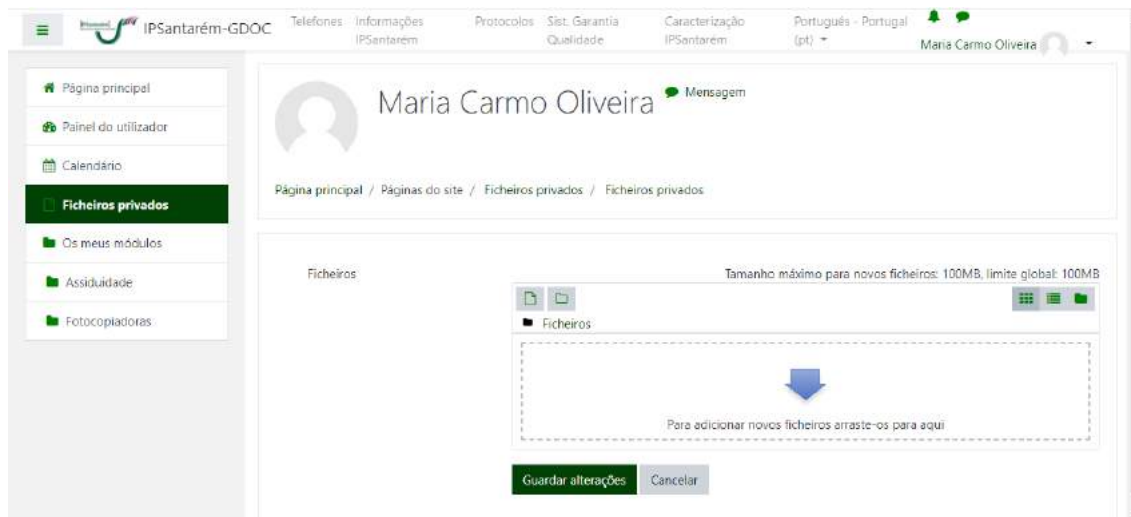 IPSantarém-GDOC
Telefones
Informações
IPSantarém
Protocolos
Sist. Garantia
Qualidade
Caracterização
IPSantarém
Português - Portugal
(pt)
Maria Carmo Oliveira
Página principal
Painel do utilizador
Calendário
Ficheiros privados
Os meus módulos
Assiduidade
Fotocopiadoras
Maria Carmo Oliveira
Mensagem
Página principal / Páginas do site / Ficheiros privados / Ficheiros privados
Ficheiros
Tamanho máximo para novos ficheiros: 100MB, limite global: 100MB
Ficheiros
Para adicionar novos ficheiros arraste-os para aqui
Guardar alterações
Cancelar